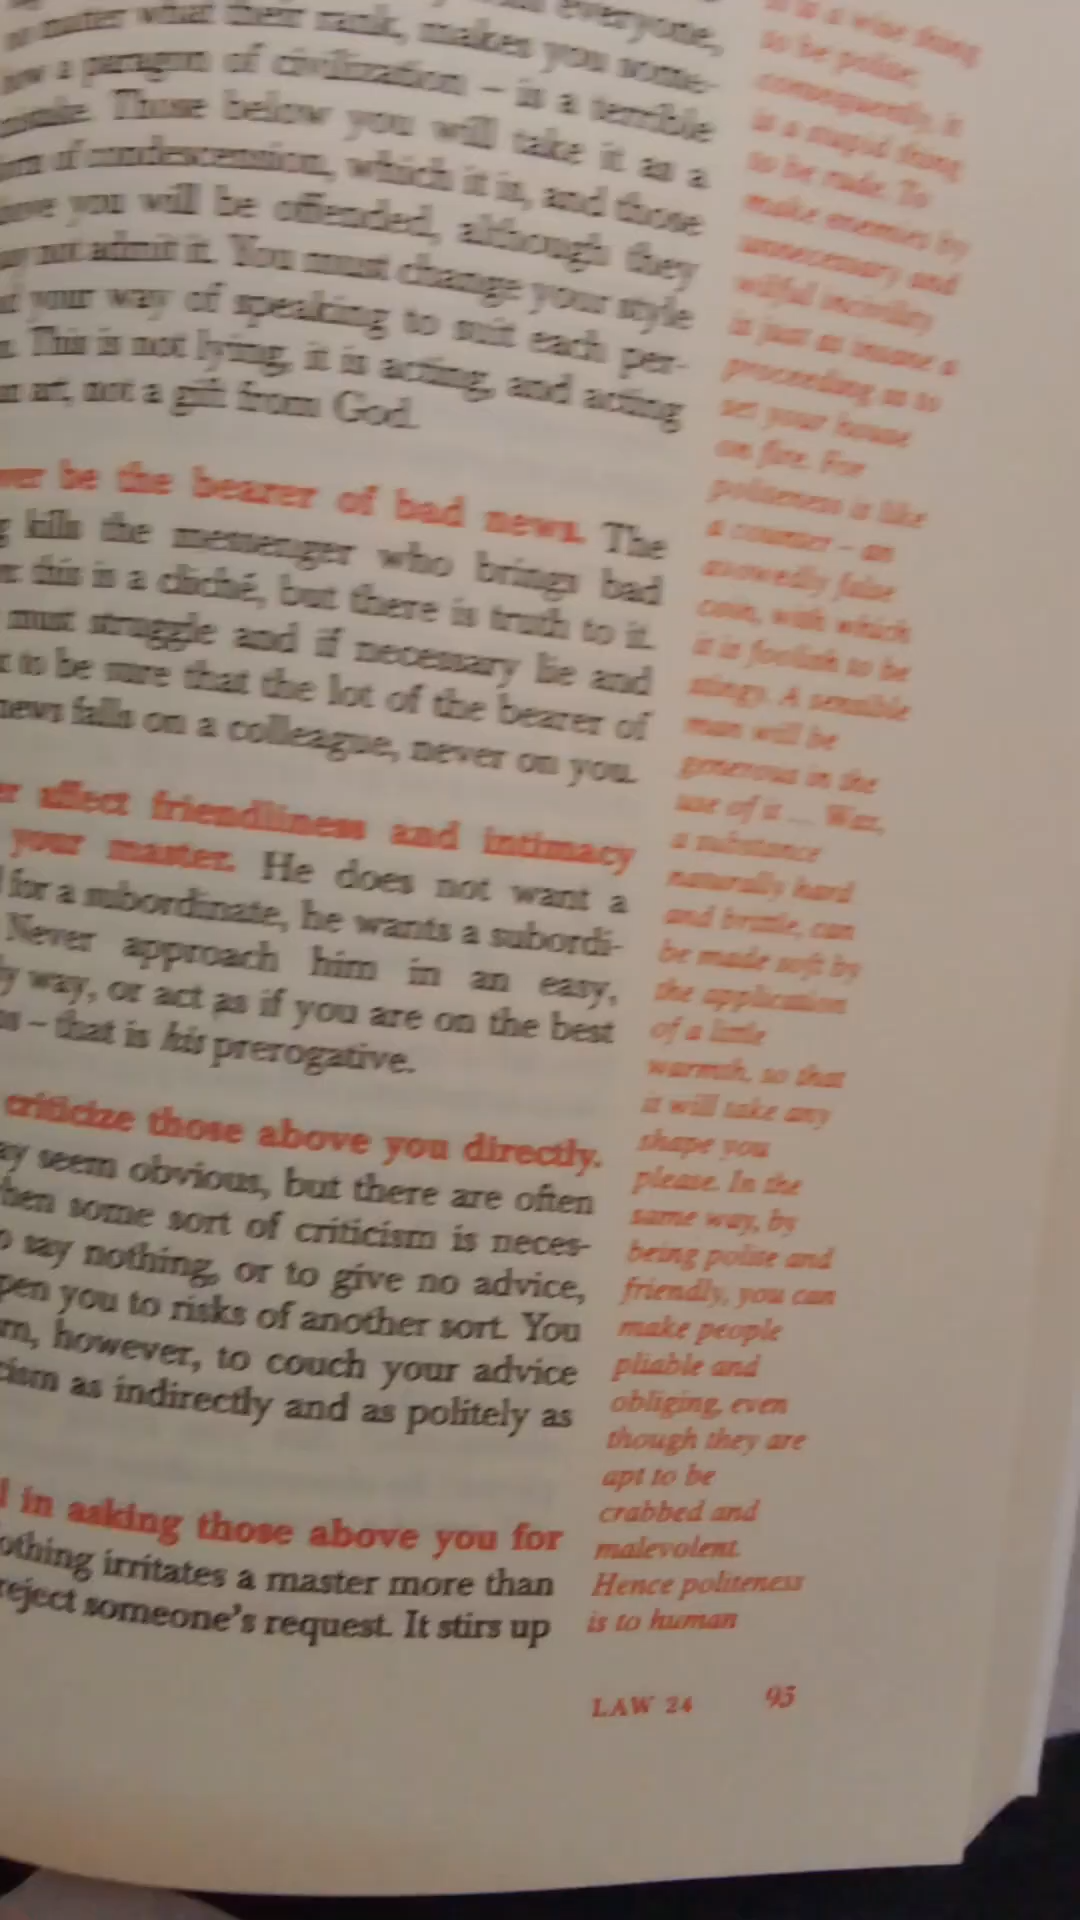 everyone,
matter what their rank, makes you some-
now a paragon of civilization – is a terrible
Those below you will take it as a
of condescension, which it is, and those
you will be offended, although they
not admit it. You must change your style
your way of speaking to suit each per-
This is not lying, it is acting, and acting
art, not a gift from God.
be the bearer of bad news. The
kills the messenger who brings bad
this is a cliché, but there is truth to it.
must struggle and if necessary lie and
to be sure that the lot of the bearer of
news falls on a colleague, never on you.
affect friendliness and intimacy
your master. He does not want a
for a subordinate, he wants a subordi-
Never approach him in an easy,
way, or act as if you are on the best
– that is his prerogative.
criticize those above you directly.
seem obvious, but there are often
when some sort of criticism is neces-
say nothing, or to give no advice,
you to risks of another sort. You
however, to couch your advice
as indirectly and as politely as
in asking those above you for
irritates a master more than
reject someone's request. It stirs up
is a wise thing
to be polite;
consequently, it
is a stupid thing
to be rude. To
make enemies by
unnecessary and
wilful incivility
is just as insane a
proceeding as to
set your house
on fire. For
politeness is like
a counter – an
avowedly false
coin, with which
it is foolish to be
stingy. A sensible
man will be
generous in the
use of it ... Wax,
a substance
naturally hard
and brittle, can
be made soft by
the application
of a little
warmth, so that
it will take any
shape you
please. In the
same way, by
being polite and
friendly, you can
make people
pliable and
obliging, even
though they are
apt to be
crabbed and
malevolent.
Hence politeness
is to human
LAW 24 95